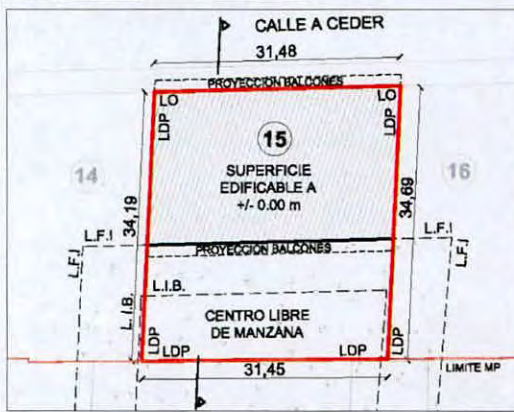 CALLE A CEDER
31,48
PROYECCION BALCONES
LO
LO
LDP
LDP
15
14
SUPERFICIE
EDIFICABLE A
+/- 0.00 m
16
34,19
34,69
L.F.I
L.F.I
L.F.I
L.F.I
PROYECCION BALCONES
L.I.B.
L.I.B.
CENTRO LIBRE
DE MANZANA
LDP
LDP
LDP
LDP
31,45
LIMITE MP